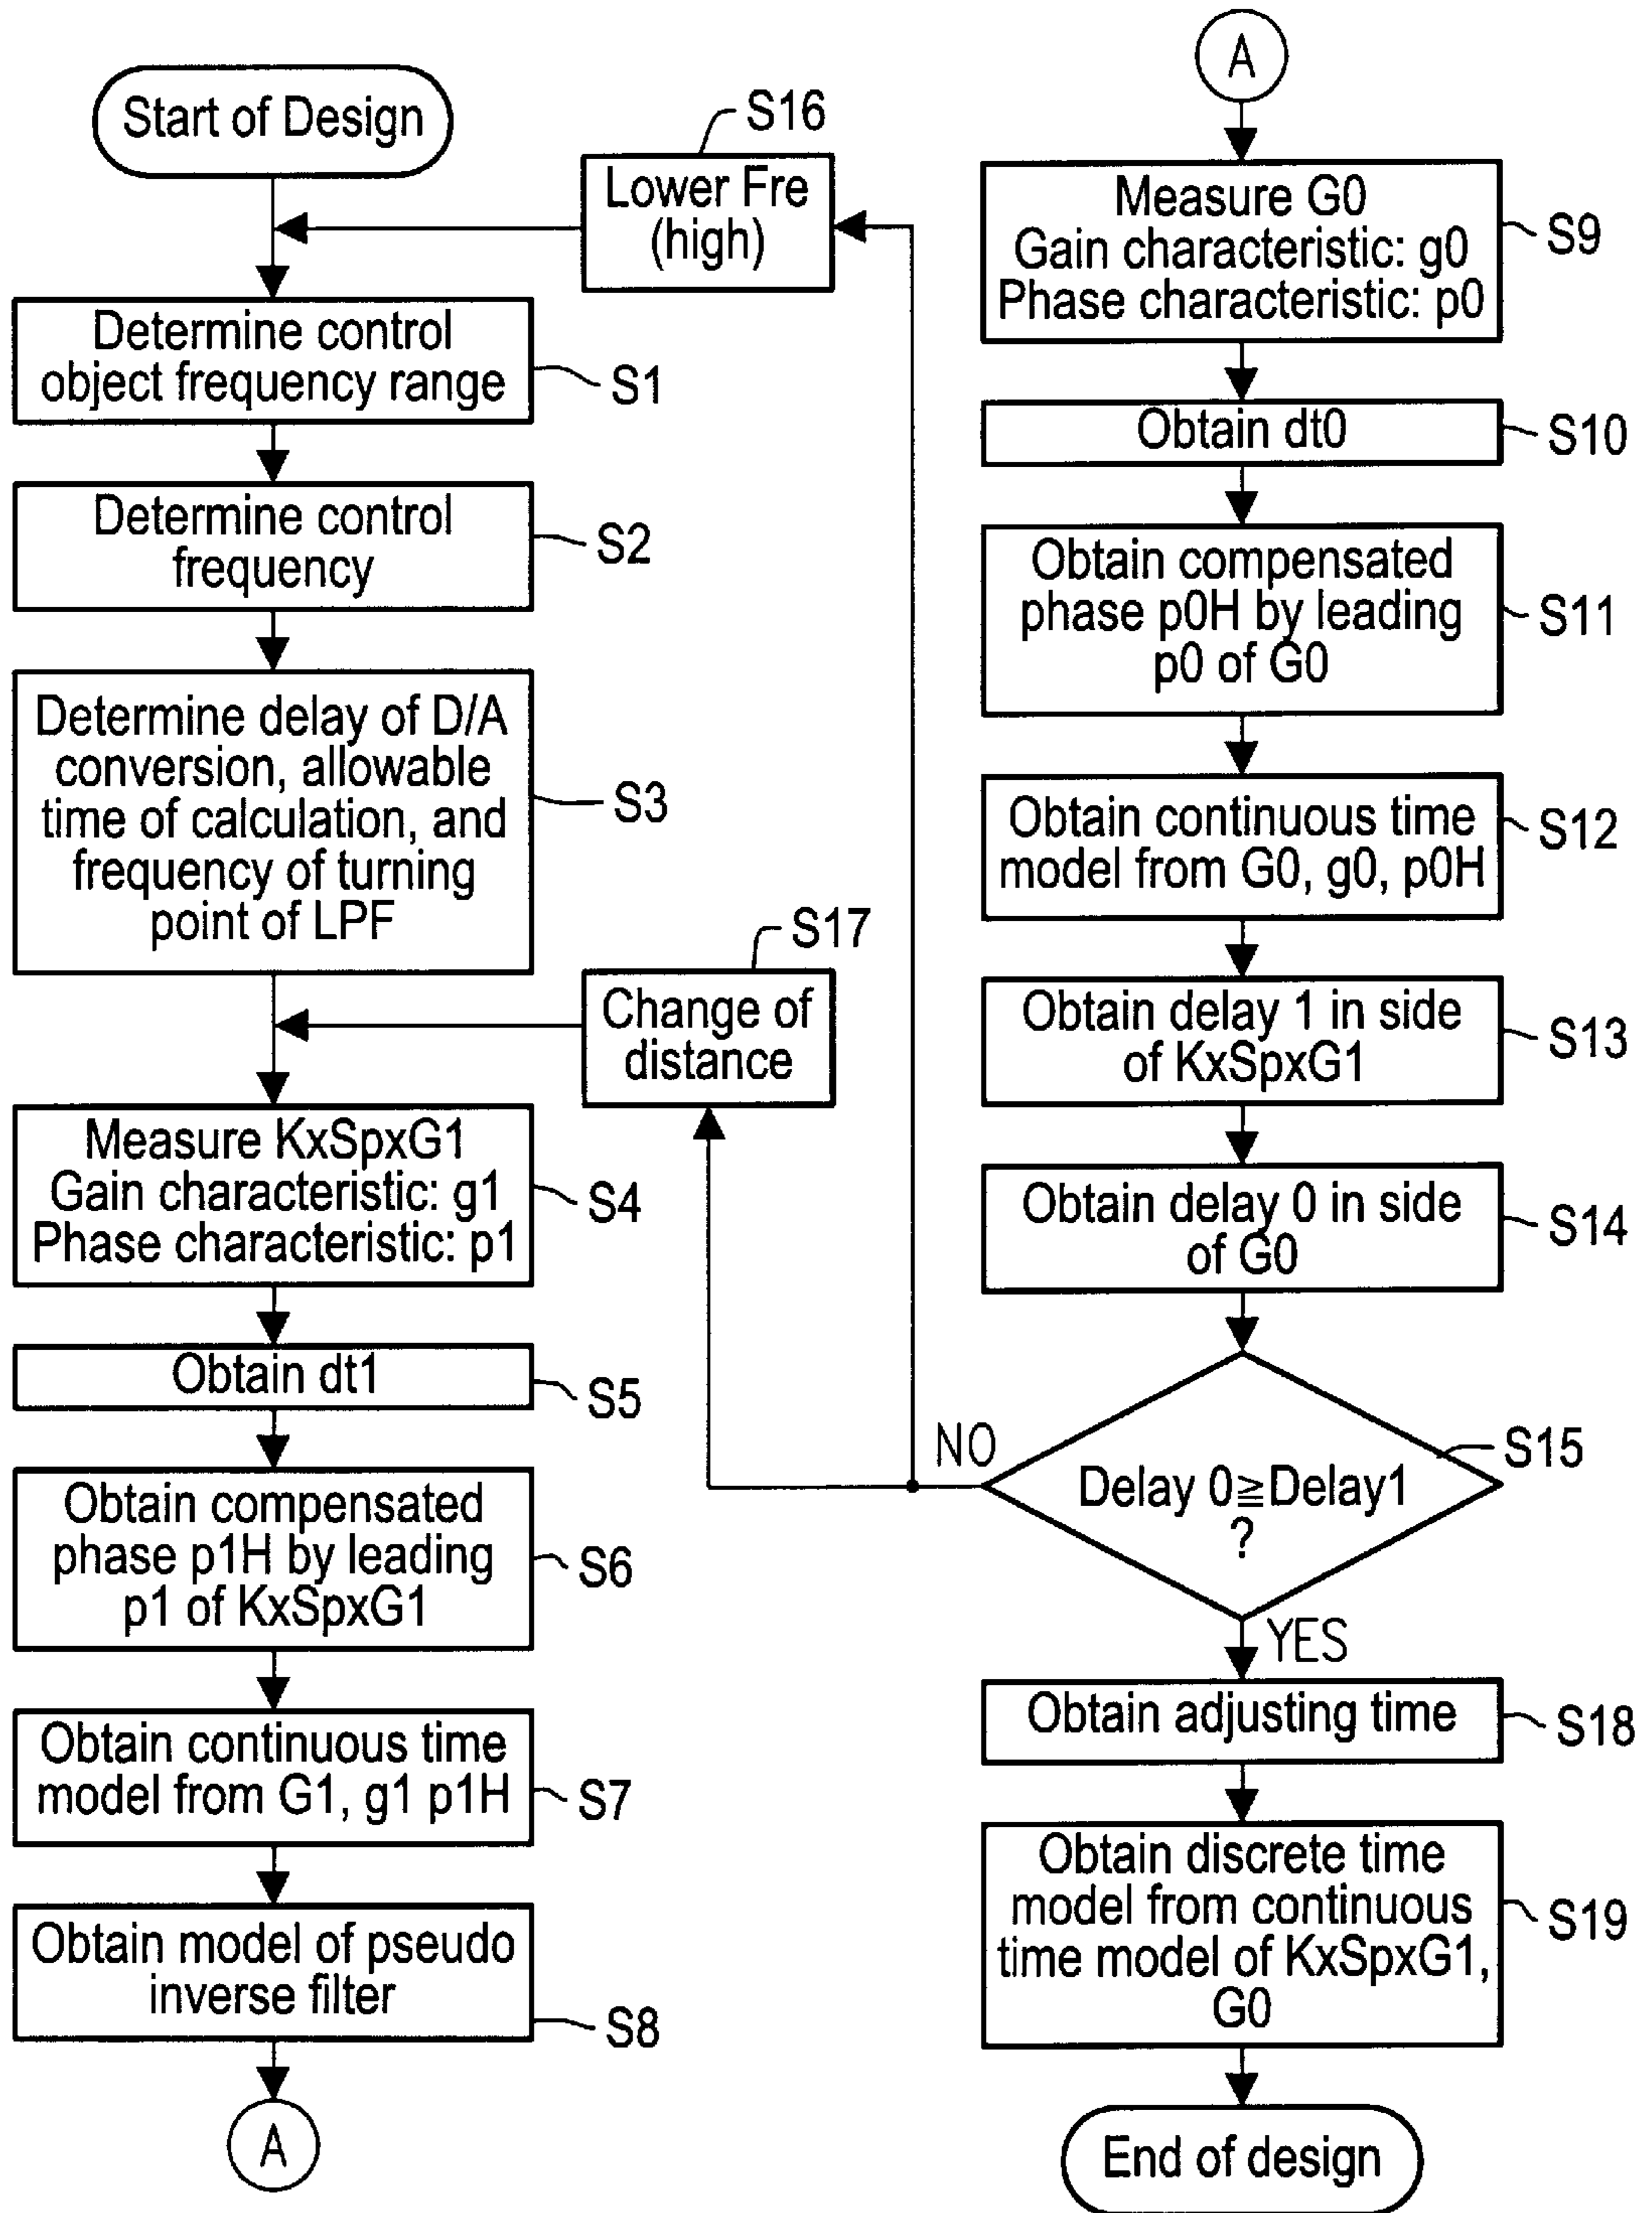 Start of Design
S16
Lower Fre
(high)
Determine control
object frequency range
S1
Determine control
frequency
S2
Determine delay of D/A
conversion, allowable
time of calculation, and
frequency of turning
point of LPF
S3
S17
Change of
distance
Measure KxSpxG1
Gain characteristic: g1
Phase characteristic: p1
S4
Obtain dt1
S5
Obtain compensated
phase p1H by leading
p1 of KxSpxG1
S6
Obtain continuous time
model from G1, g1 p1H
S7
Obtain model of pseudo
inverse filter
S8
A
A
Measure G0
Gain characteristic: g0
Phase characteristic: p0
S9
Obtain dt0
S10
Obtain compensated
phase p0H by leading
p0 of G0
S11
Obtain continuous time
model from G0, g0, p0H
S12
Obtain delay 1 in side
of KxSpxG1
S13
Obtain delay 0 in side
of G0
S14
NO
Delay 0≧Delay1
?
S15
YES
Obtain adjusting time
S18
Obtain discrete time
model from continuous
time model of KxSpxG1,
G0
S19
End of design